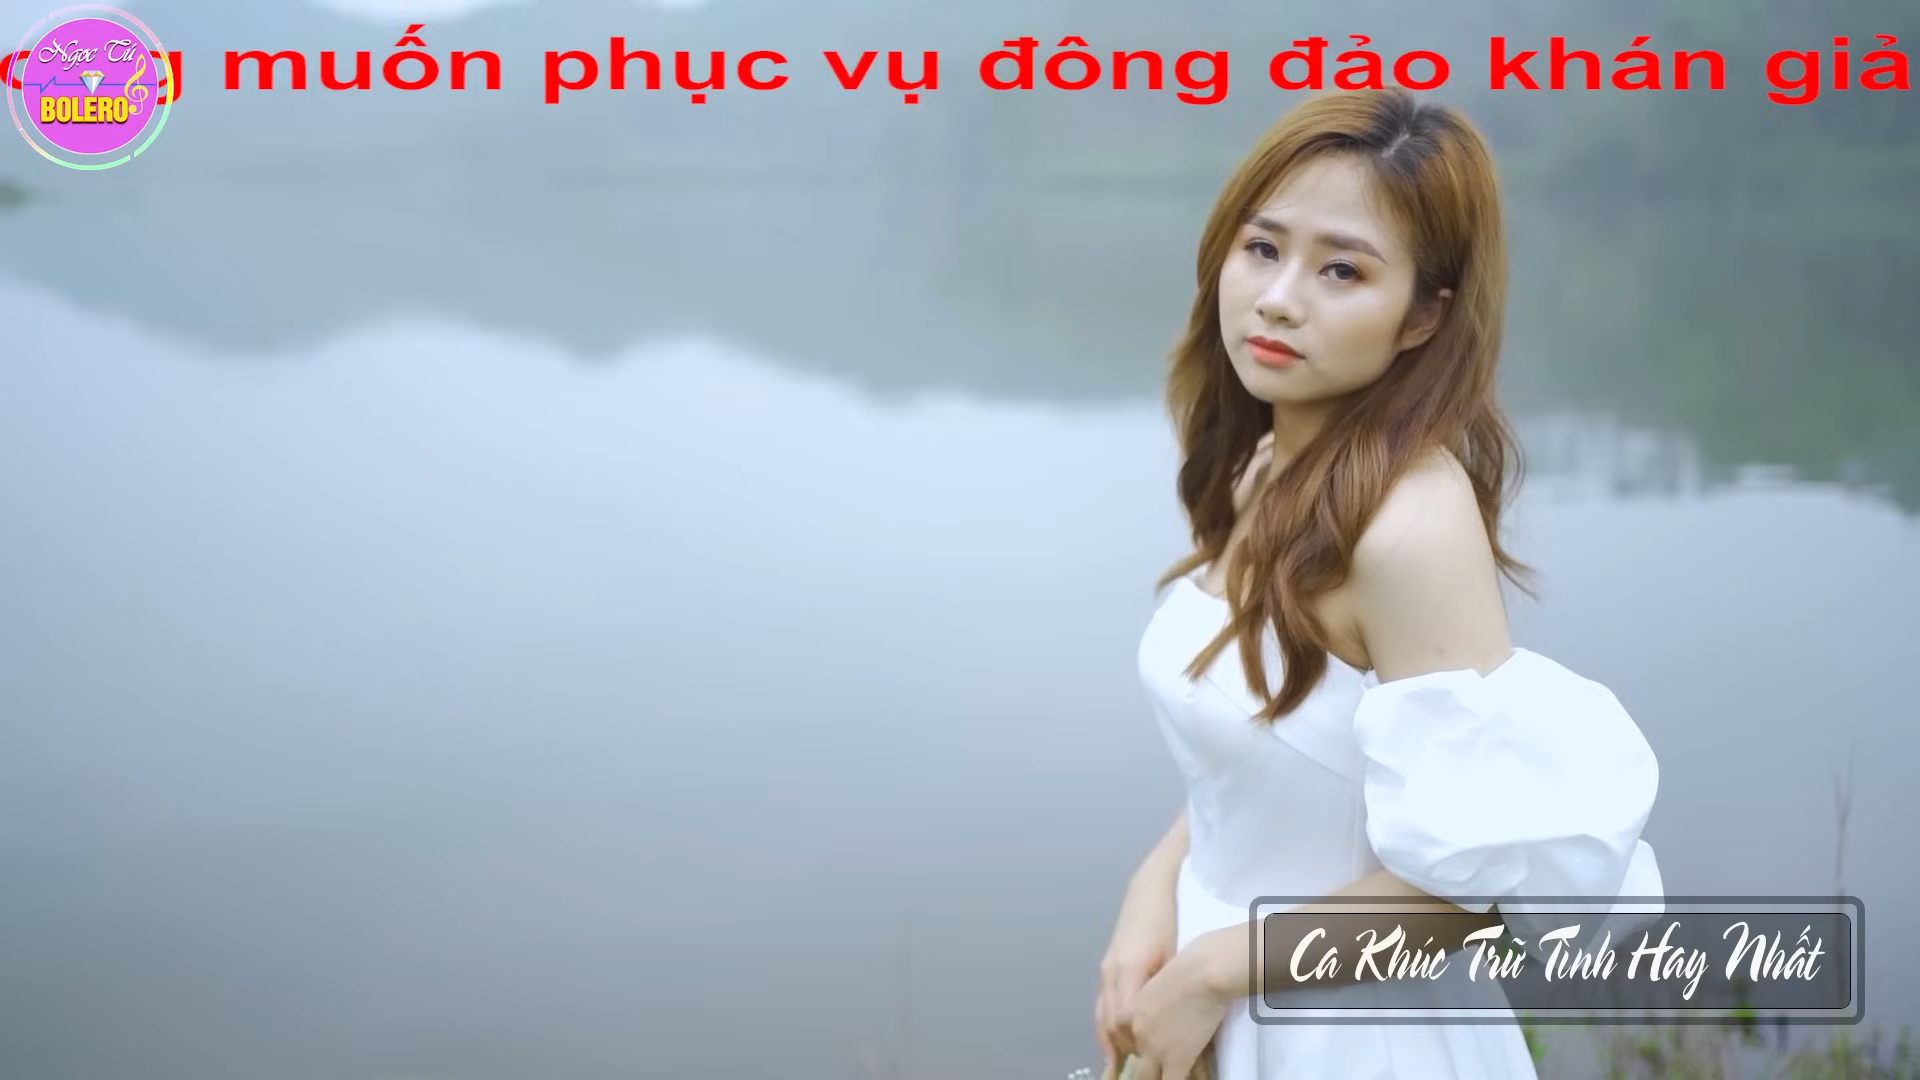 muốn phục vụ đông đảo khán giả
Ngọc Tú
BOLERO
Ca Khúc Trữ Tình Hay Nhất